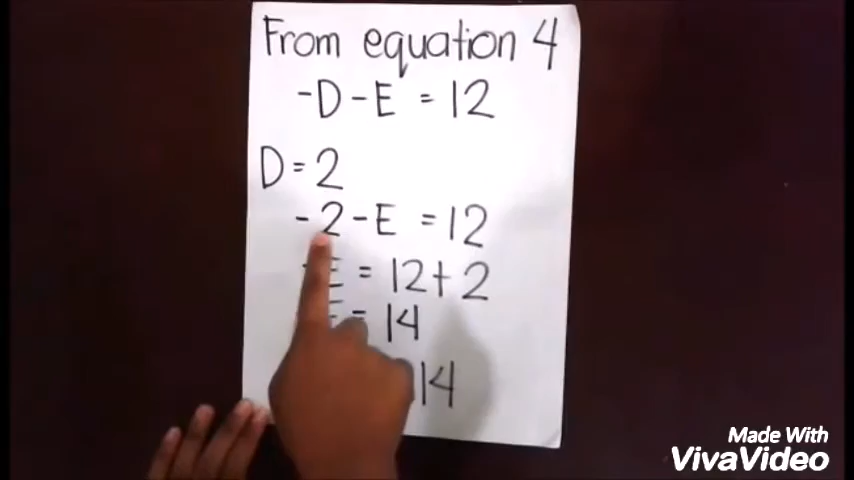 From equation 4
-D-E = 12
D=2
-2-E = 12
-E = 12+2
E = 14
14
Made With
VivaVideo